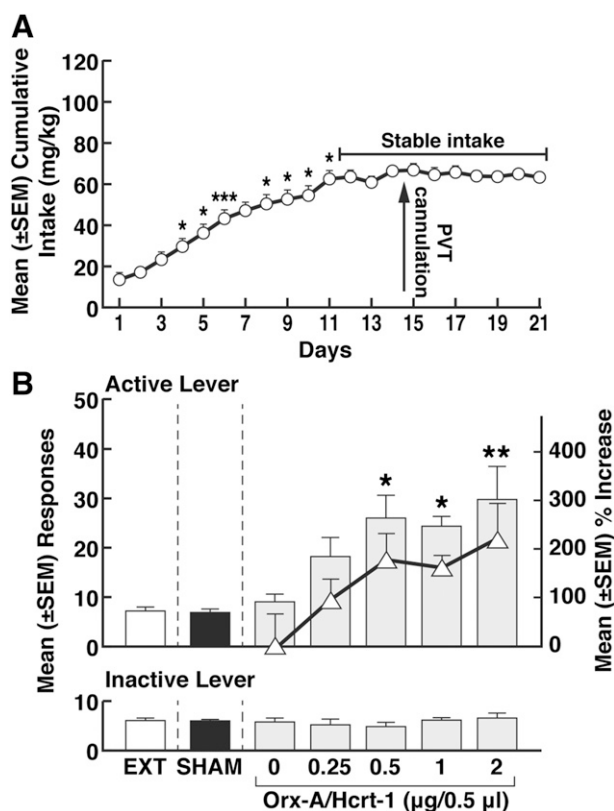 A
Mean (±SEM) Cumulative
Intake (mg/kg)
120
100
80
60
40
20
0
* * *** * * * *
Stable intake
PVT
cannulation
1 3 5 7 9 11 13 15 17 19 21
Days
B
Active Lever
Mean (±SEM) Responses
50
40
30
20
10
0
* * **
400
300
200
100
0
Mean (±SEM) % Increase
Inactive Lever
10
0
EXT SHAM 0 0.25 0.5 1 2
Orx-A/Hcrt-1 (µg/0.5 µl)